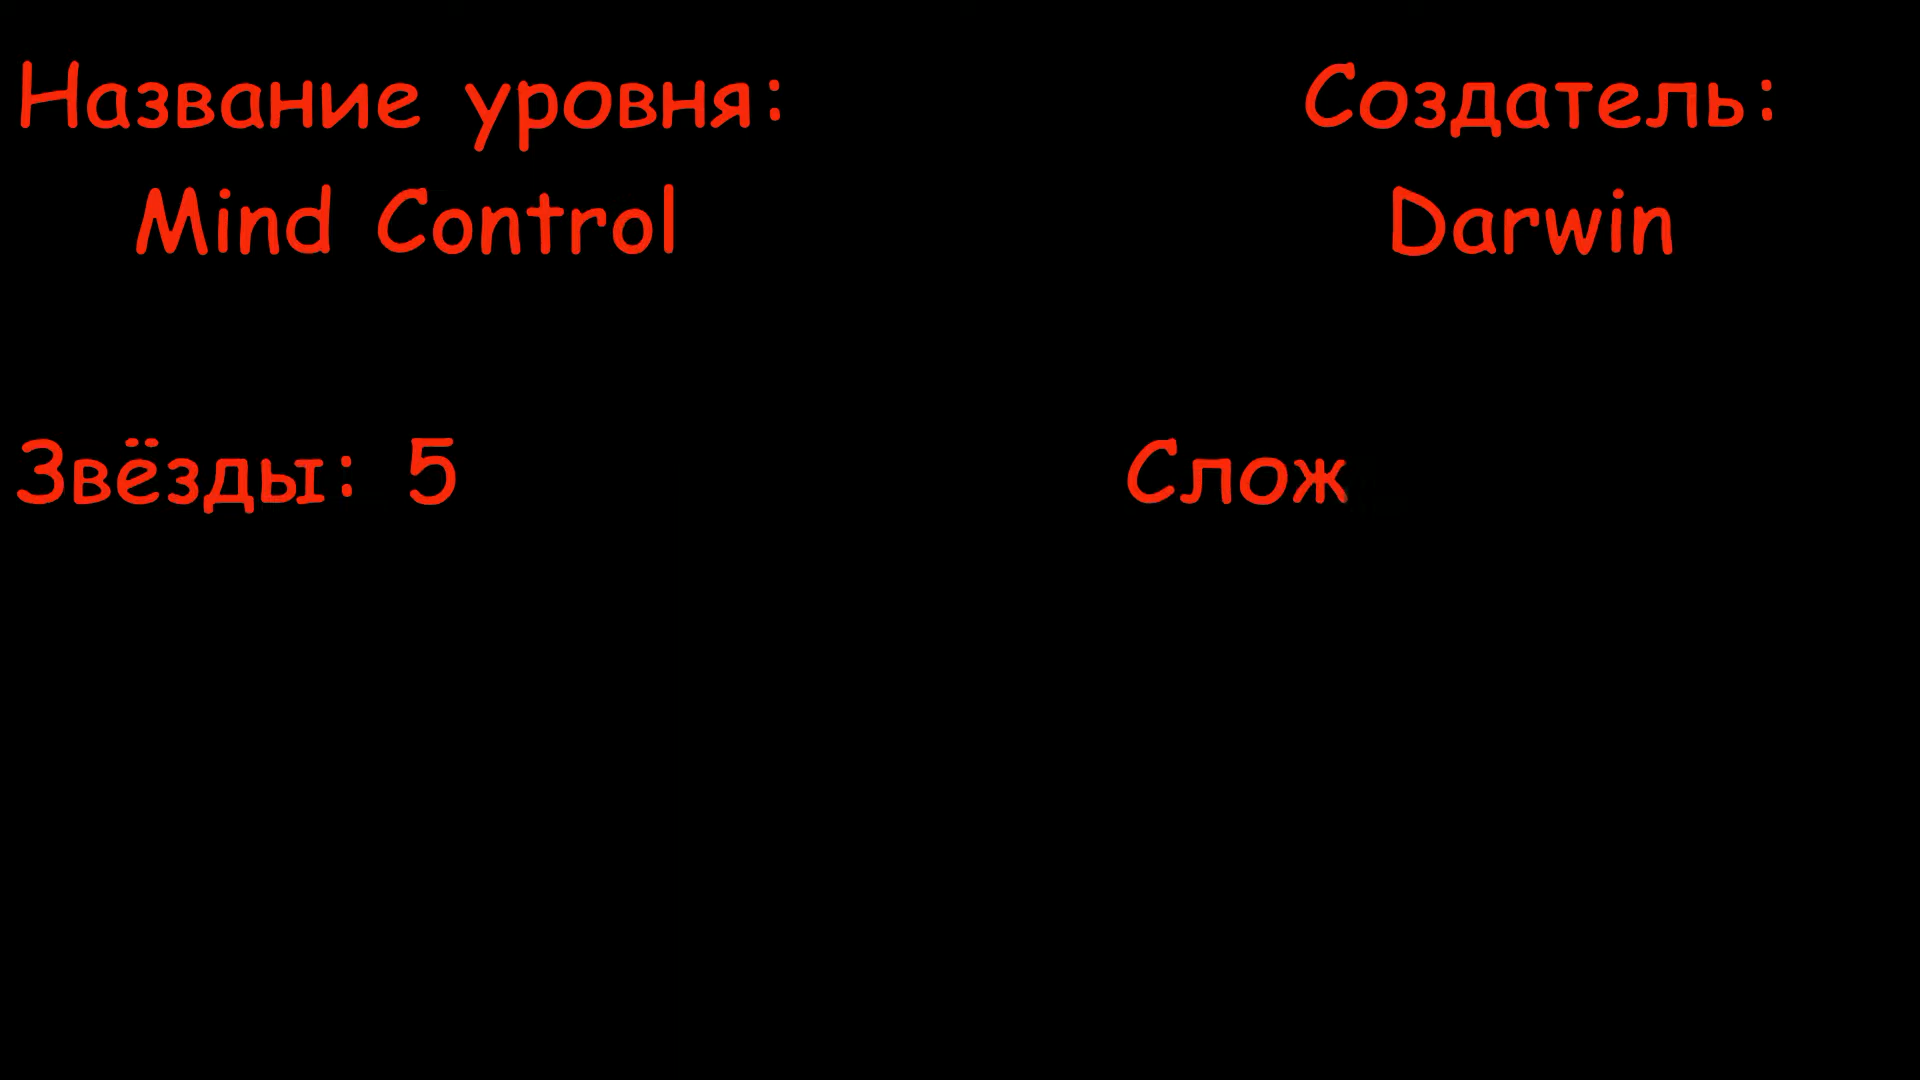 Название уровня:
Mind Control
Создатель:
Darwin
Звёзды: 5
Слож